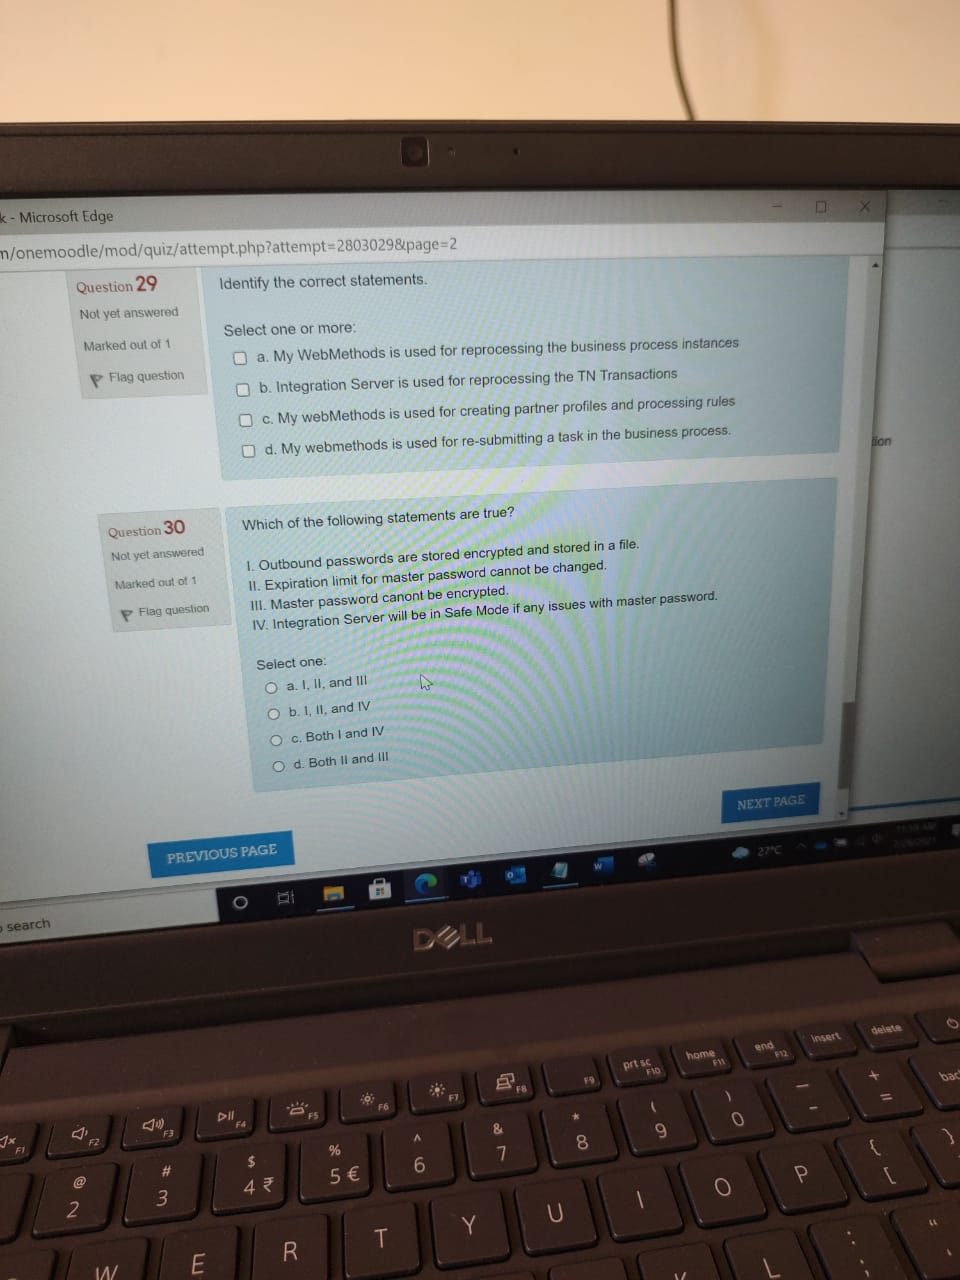 k - Microsoft Edge
m/onemoodle/mod/quiz/attempt.php?attempt=2803029&page=2
Question 29
Not yet answered
Marked out of 1
Flag question
Identify the correct statements.
Select one or more:
a. My WebMethods is used for reprocessing the business process instances
b. Integration Server is used for reprocessing the TN Transactions
c. My webMethods is used for creating partner profiles and processing rules
d. My webmethods is used for re-submitting a task in the business process.
tion
Question 30
Not yet answered
Marked out of 1
Flag question
Which of the following statements are true?
I. Outbound passwords are stored encrypted and stored in a file.
II. Expiration limit for master password cannot be changed.
III. Master password canont be encrypted.
IV. Integration Server will be in Safe Mode if any issues with master password.
Select one:
a. I, II, and III
b. I, II, and IV
c. Both I and IV
d. Both II and III
PREVIOUS PAGE
NEXT PAGE
search
27°C
DELL
F1 F2 F3 F4 F5 F6 F7 F8 F9 prt sc F10 home F11 end F12 insert delete
@ 2 # 3 $ 4 ₹ % 5 € ^ 6 & 7 * 8 ( 9 ) 0 - + = bac
W E R T Y U I O P { [ }
L : ; "